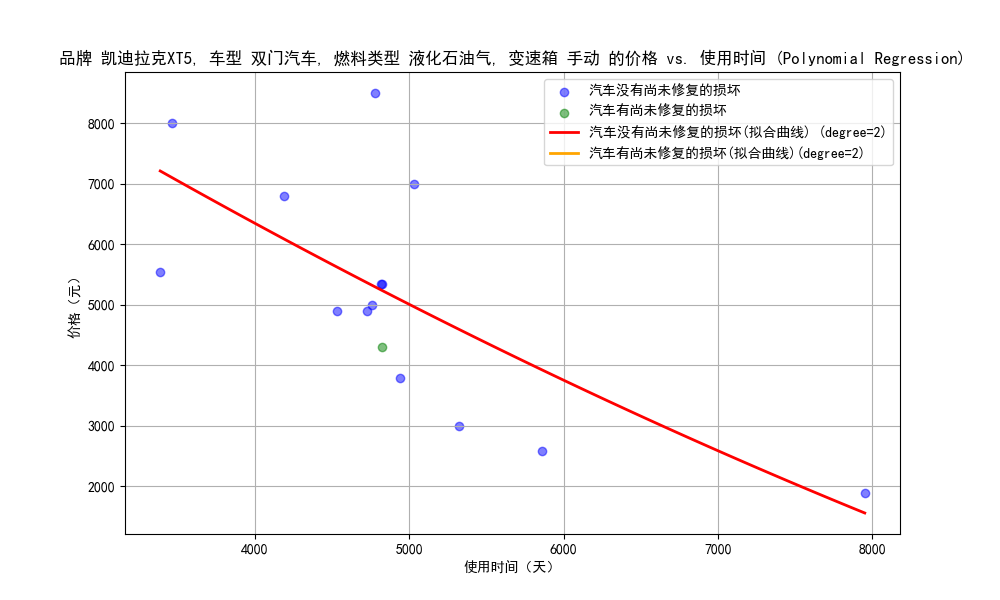 品牌 凯迪拉克XT5, 车型 双门汽车, 燃料类型 液化石油气, 变速箱 手动 的价格 vs. 使用时间 (Polynomial Regression)
汽车没有尚未修复的损坏
汽车有尚未修复的损坏
汽车没有尚未修复的损坏(拟合曲线) (degree=2)
汽车有尚未修复的损坏(拟合曲线)(degree=2)
价格（元）
8000
7000
6000
5000
4000
3000
2000
4000
5000
6000
7000
8000
使用时间（天）